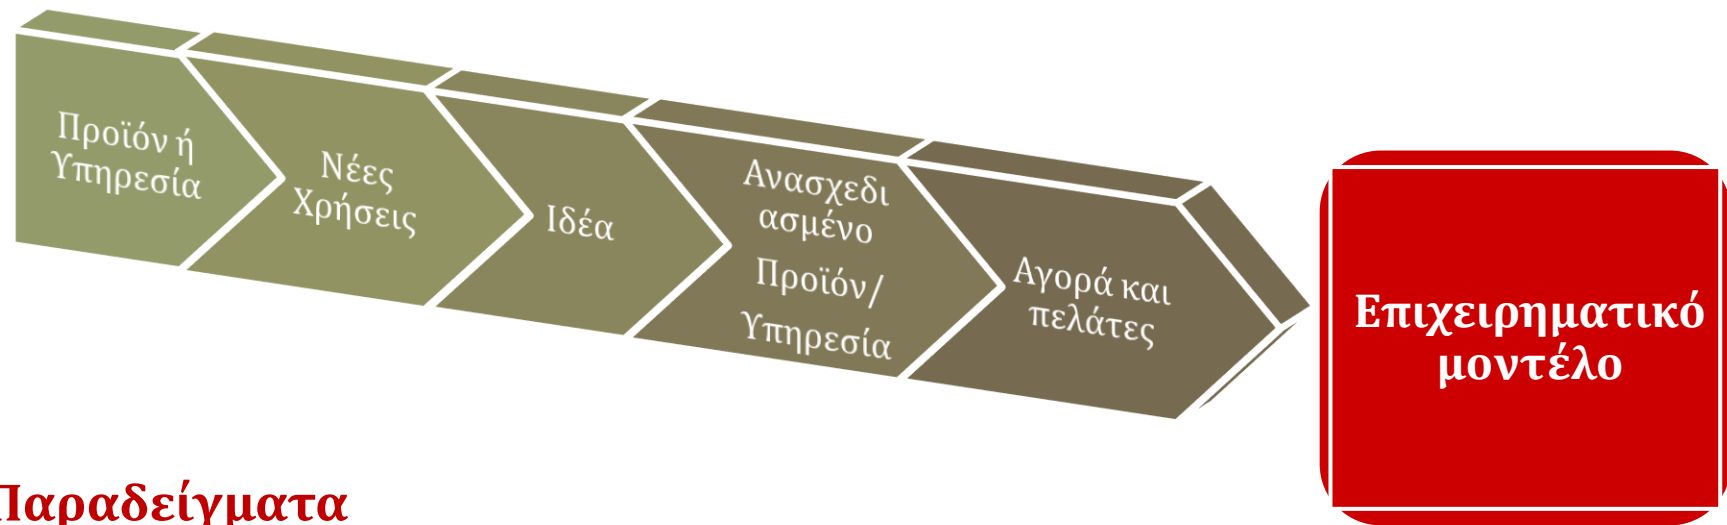 Προϊόν ή
Υπηρεσία
Νέες
Χρήσεις
Ιδέα
Ανασχεδι
ασμένο
Προϊόν/
Υπηρεσία
Αγορά και
πελάτες
Επιχειρηματικό
μοντέλο
Παραδείγματα